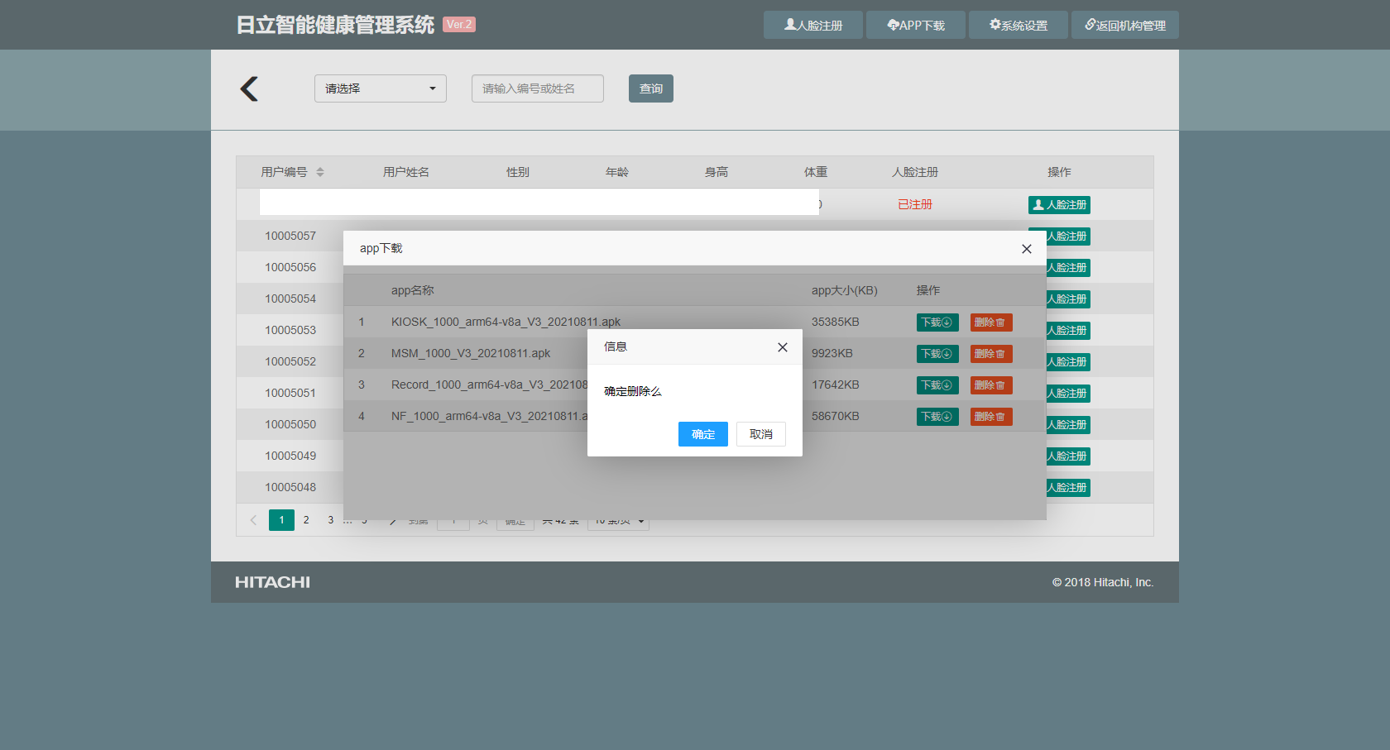 日立智能健康管理系统 Ver.2 人脸注册 APP下载 系统设置 返回机构管理
请选择 请输入编号或姓名 查询
用户编号 用户姓名 性别 年龄 身高 体重 人脸注册 操作
已注册 人脸注册
10005057 人脸注册
app下载
10005056 人脸注册
app名称 app大小(KB) 操作
10005054 人脸注册
1 KIOSK_1000_arm64-v8a_V3_20210811.apk 35385KB 下载 删除
10005053 人脸注册
信息
2 MSM_1000_V3_20210811.apk 9923KB 下载 删除
10005052 人脸注册
3 Record_1000_arm64-v8a_V3_202108 17642KB 下载 删除
确定删除么
10005051 人脸注册
4 NF_1000_arm64-v8a_V3_20210811.a 58670KB 下载 删除
10005050 人脸注册
确定 取消
10005049 人脸注册
10005048 人脸注册
1 2 3 … 5 到第 1 页 确定 共 42 条 10 条/页
HITACHI © 2018 Hitachi, Inc.